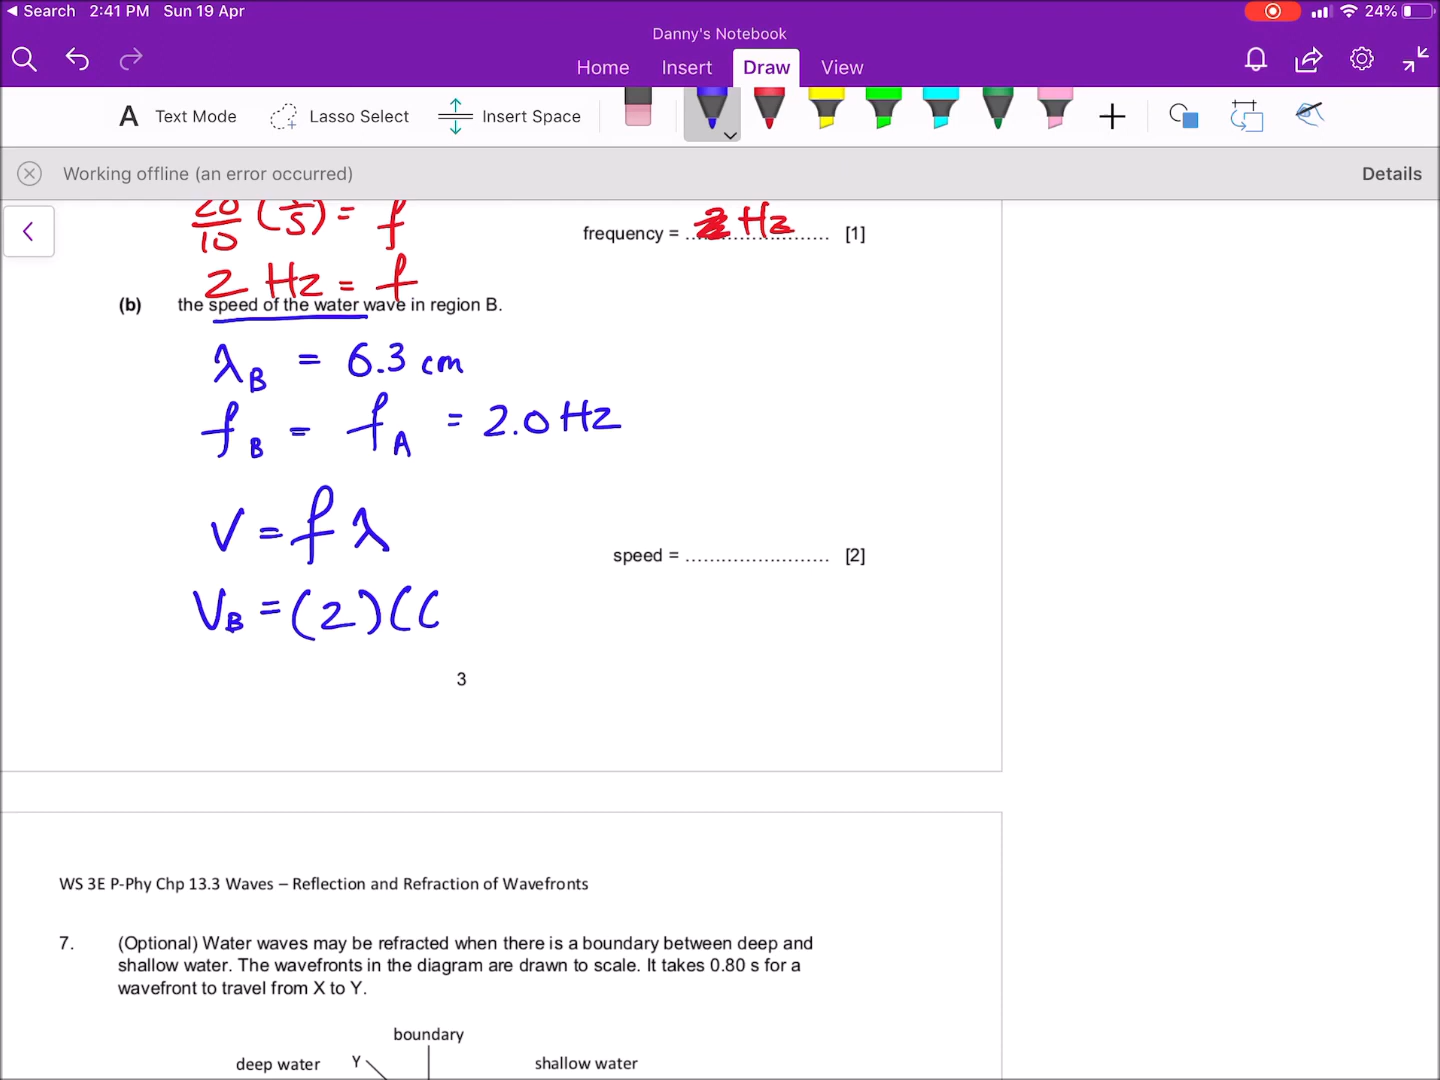 Search 2:41 PM Sun 19 Apr 24%
Danny's Notebook
Home Insert Draw View
A Text Mode Lasso Select Insert Space
Working offline (an error occurred) Details
20/10 (1/5) = f
frequency = ........................ Hz [1]
2 Hz = f
(b) the speed of the water wave in region B.
λB = 6.3 cm
fB = fA = 2.0 Hz
v = f λ
speed = ........................ [2]
VB = (2)((
3
WS 3E P-Phy Chp 13.3 Waves – Reflection and Refraction of Wavefronts
7. (Optional) Water waves may be refracted when there is a boundary between deep and
shallow water. The wavefronts in the diagram are drawn to scale. It takes 0.80 s for a
wavefront to travel from X to Y.
boundary
deep water Y shallow water